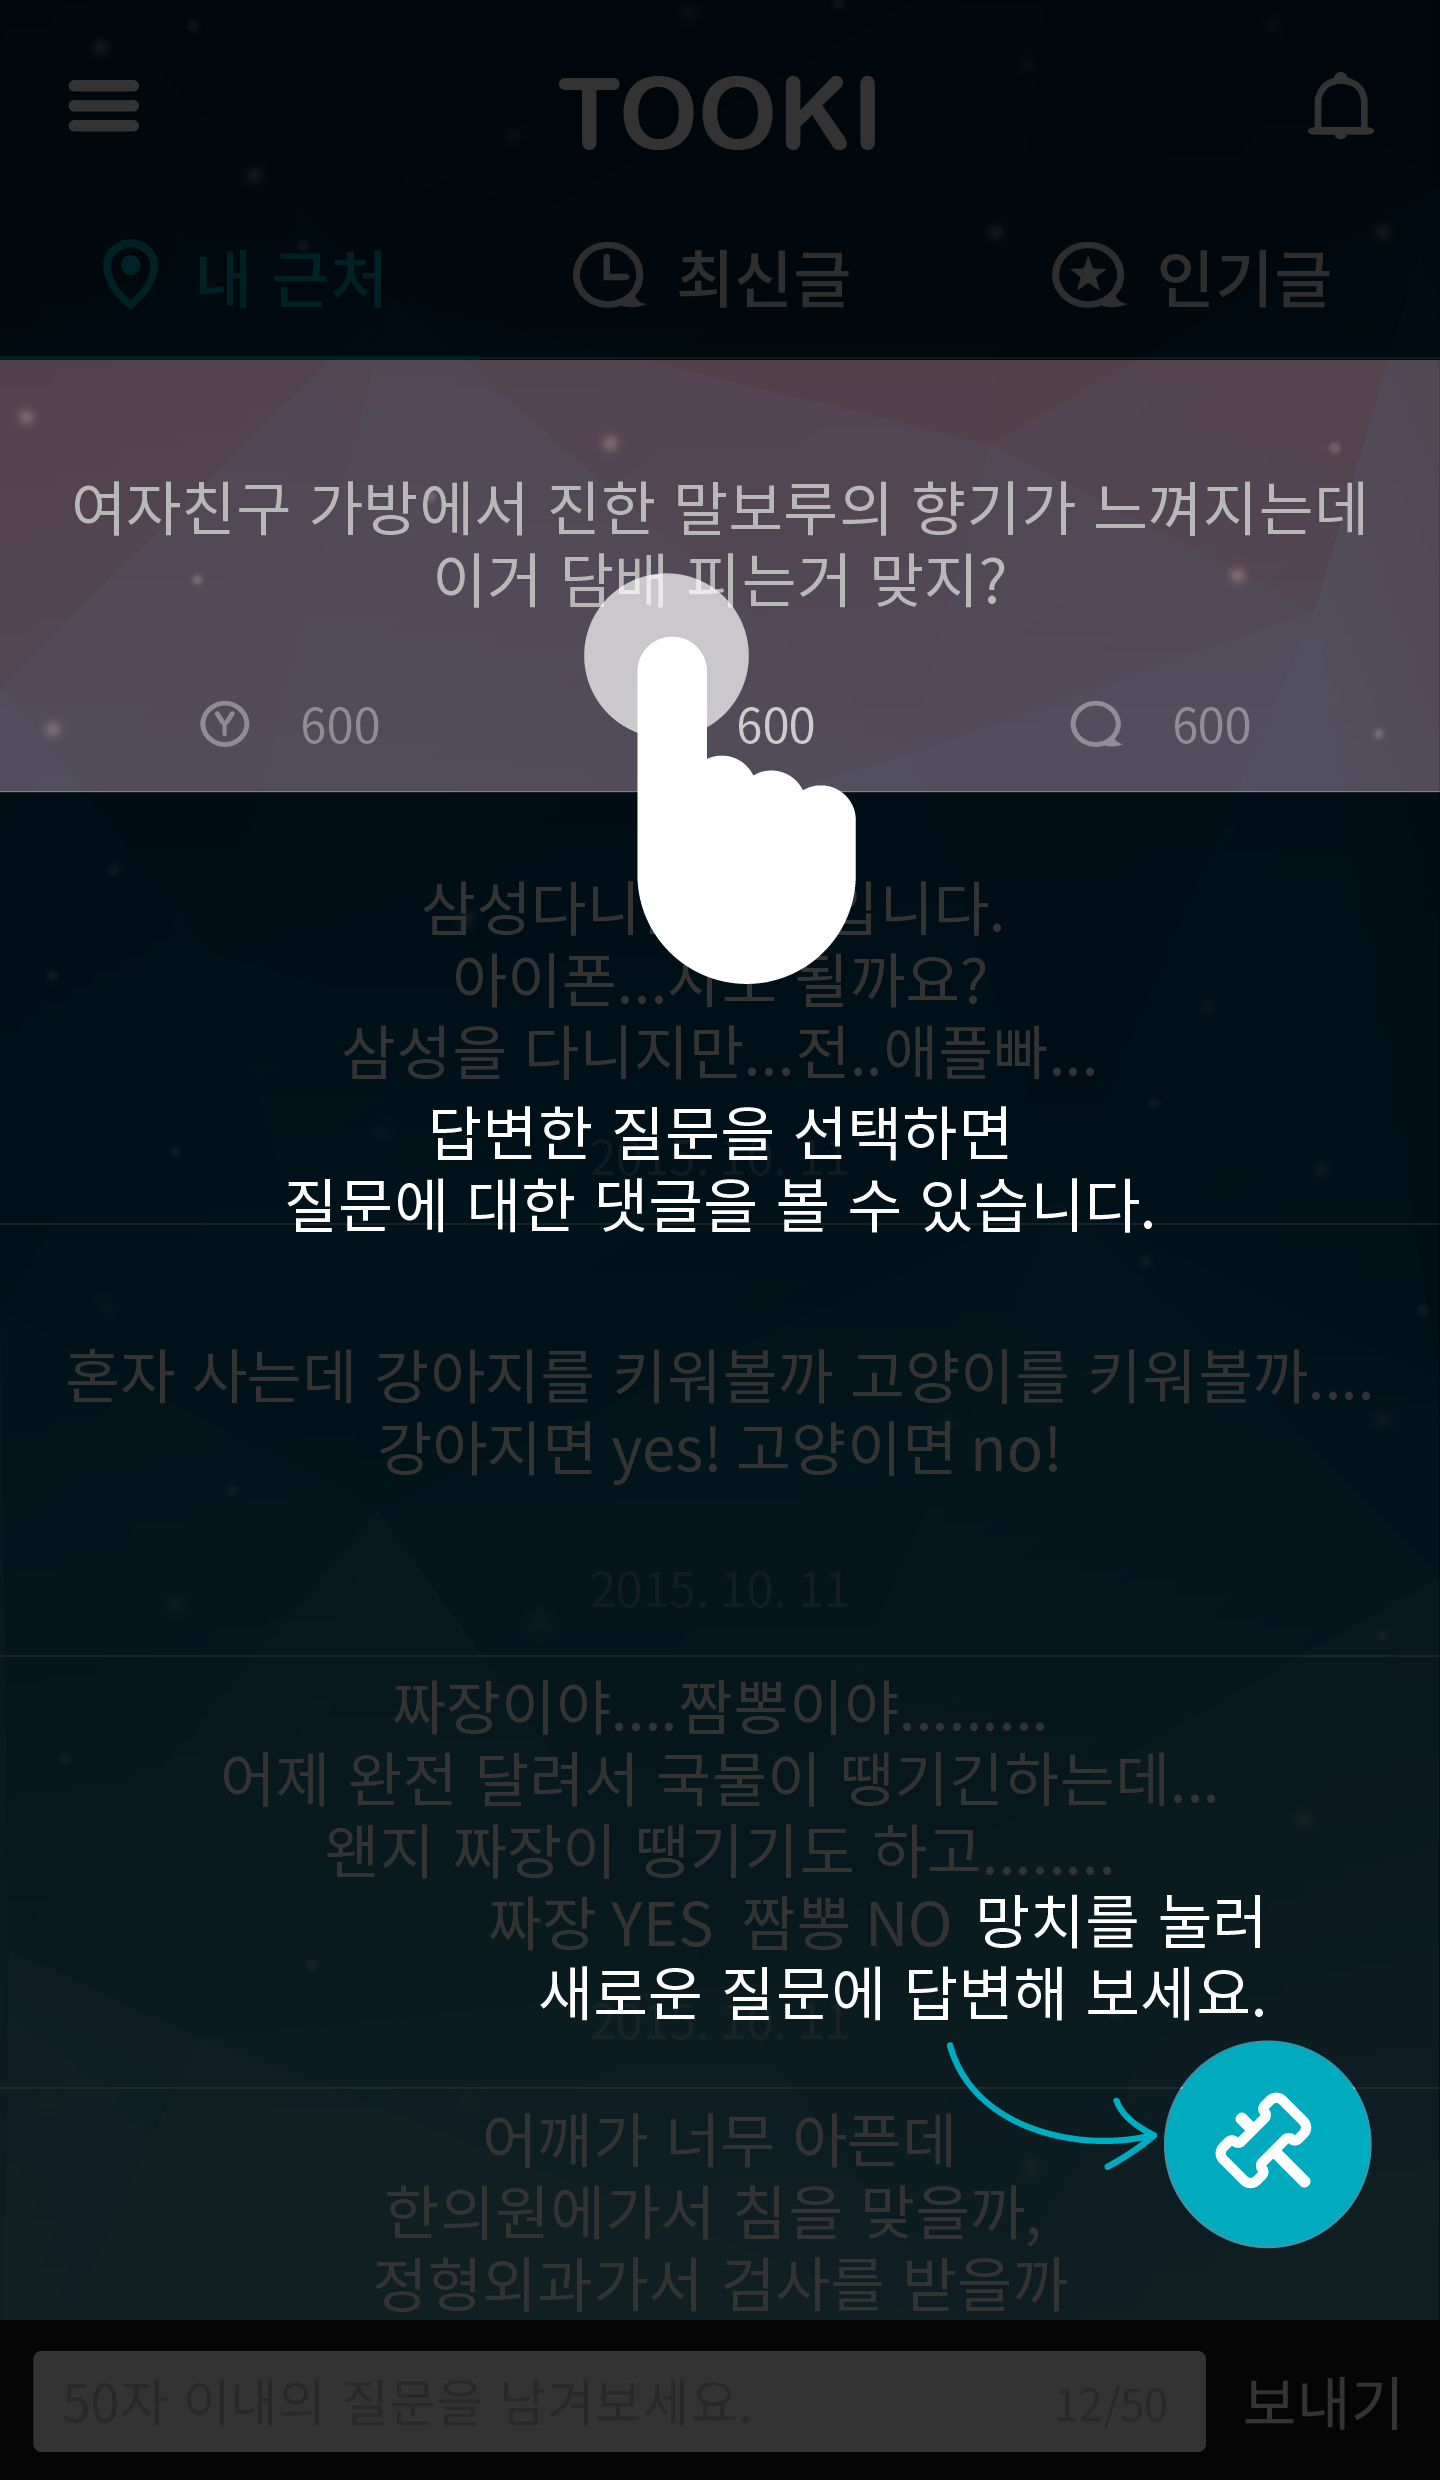 TOOKI
내 근처 최신글 인기글
여자친구 가방에서 진한 말보루의 향기가 느껴지는데
이거 담배 피는거 맞지?
600 600 600
아이폰...사도 될까요?
삼성을 다니지만...전..애플빠...
2015. 10. 11
답변한 질문을 선택하면
질문에 대한 댓글을 볼 수 있습니다.
혼자 사는데 강아지를 키워볼까 고양이를 키워볼까....
강아지면 yes! 고양이면 no!
2015. 10. 11
짜장이야....짬뽕이야.........
어제 완전 달려서 국물이 땡기긴하는데...
왠지 짜장이 땡기기도 하고........
짜장 YES 짬뽕 NO
망치를 눌러
새로운 질문에 답변해 보세요.
2015. 10. 11
어깨가 너무 아픈데
한의원에가서 침을 맞을까,
정형외과가서 검사를 받을까
50자 이내의 질문을 남겨보세요. 12/50 보내기